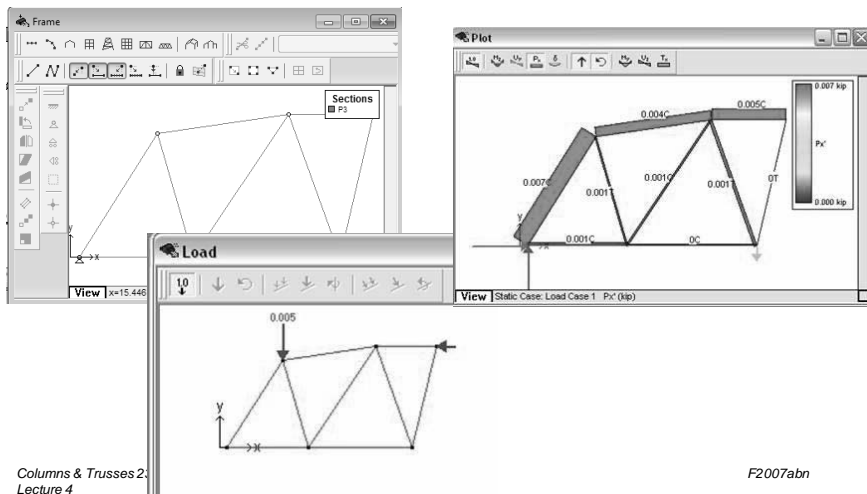 Frame
Sections
P3
y
x
View x=15.446
Plot
0.007 kip
Px'
0.000 kip
0.005C
0.004C
0.007C
0.001T
0.001C
0.001T
0T
y
0.001C
0C
View Static Case: Load Case 1 Px' (kip)
Load
1.0
0.005
y
x
Columns & Trusses 23
Lecture 4
F2007abn